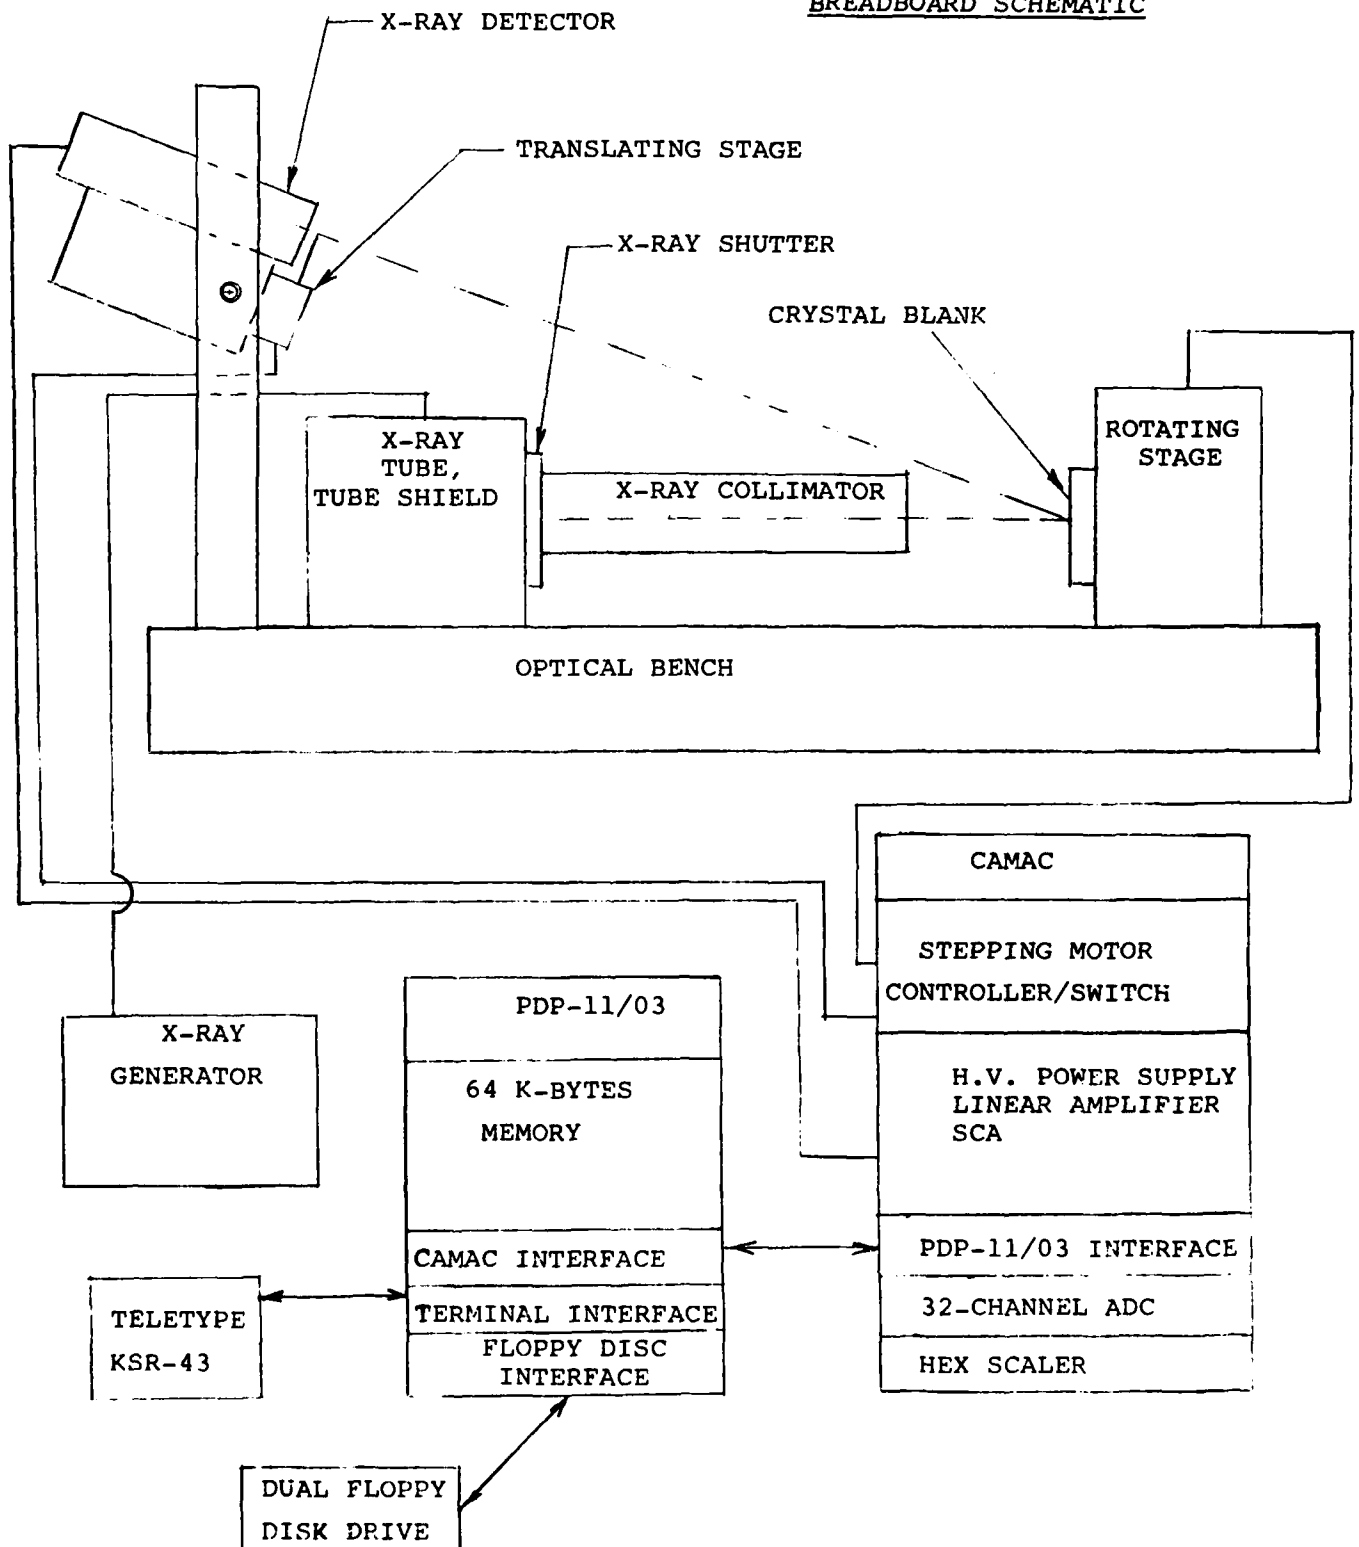 BREADBOARD SCHEMATIC
X-RAY DETECTOR
TRANSLATING STAGE
X-RAY SHUTTER
CRYSTAL BLANK
X-RAY
TUBE,
TUBE SHIELD
X-RAY COLLIMATOR
ROTATING
STAGE
OPTICAL BENCH
CAMAC
STEPPING MOTOR
CONTROLLER/SWITCH
H.V. POWER SUPPLY
LINEAR AMPLIFIER
SCA
PDP-11/03 INTERFACE
32-CHANNEL ADC
HEX SCALER
PDP-11/03
64 K-BYTES
MEMORY
CAMAC INTERFACE
TERMINAL INTERFACE
FLOPPY DISC
INTERFACE
X-RAY
GENERATOR
TELETYPE
KSR-43
DUAL FLOPPY
DISK DRIVE